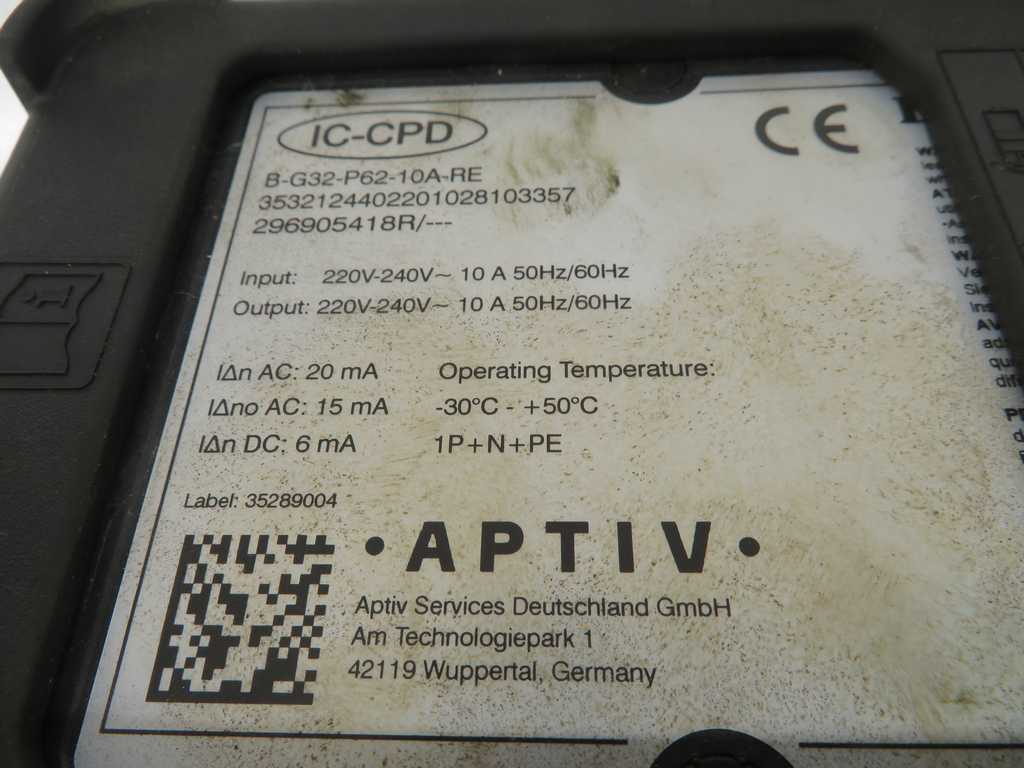 IC-CPD
CE
B-G32-P62-10A-RE
3532124402201028103357
296905418R/---
Input: 220V-240V~ 10 A 50Hz/60Hz
Output: 220V-240V~ 10 A 50Hz/60Hz
IΔn AC: 20 mA
Operating Temperature:
IΔno AC: 15 mA
-30°C - +50°C
IΔn DC: 6 mA
1P+N+PE
Label: 35289004
• APTIV •
Aptiv Services Deutschland GmbH
Am Technologiepark 1
42119 Wuppertal, Germany